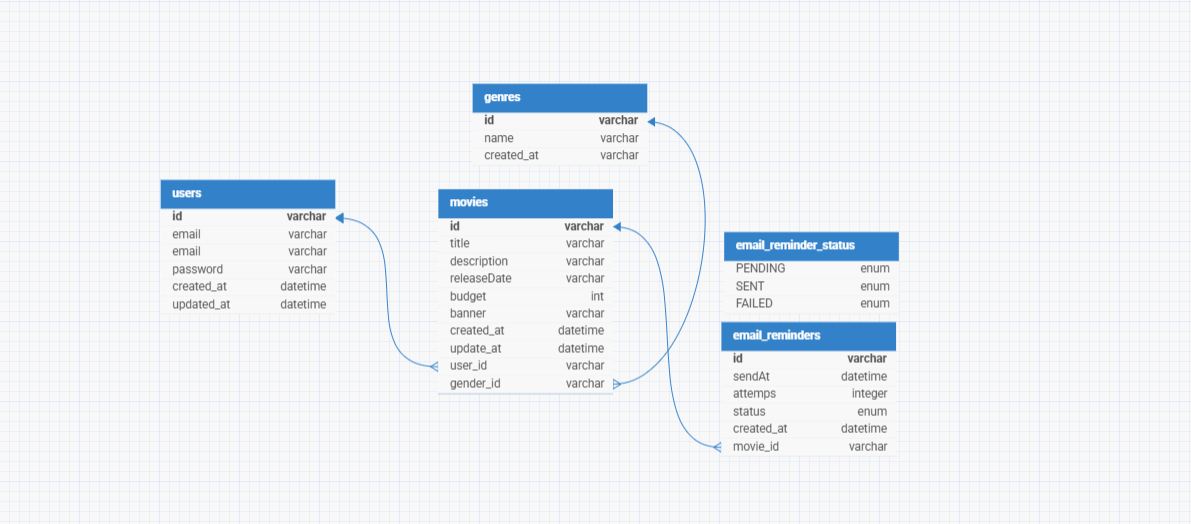 genres
id varchar
name varchar
created_at varchar
users
id varchar
email varchar
email varchar
password varchar
created_at datetime
updated_at datetime
movies
id varchar
title varchar
description varchar
releaseDate varchar
budget int
banner varchar
created_at datetime
update_at datetime
user_id varchar
gender_id varchar
email_reminder_status
PENDING enum
SENT enum
FAILED enum
email_reminders
id varchar
sendAt datetime
attemps integer
status enum
created_at datetime
movie_id varchar